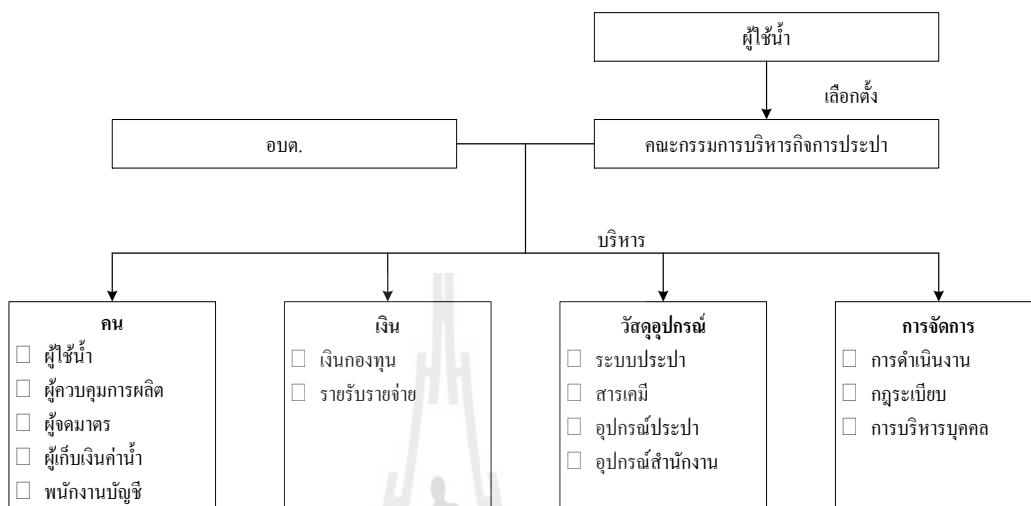 ผู้ใช้น้ำ
เลือกตั้ง
อบต.
คณะกรรมการบริหารกิจการประปา
บริหาร
คน
□ ผู้ใช้น้ำ
□ ผู้ควบคุมการผลิต
□ ผู้จดมาตร
□ ผู้เก็บเงินค่าน้ำ
□ พนักงานบัญชี
เงิน
□ เงินกองทุน
□ รายรับรายจ่าย
วัสดุอุปกรณ์
□ ระบบประปา
□ สารเคมี
□ อุปกรณ์ประปา
□ อุปกรณ์สำนักงาน
การจัดการ
□ การดำเนินงาน
□ กฎระเบียบ
□ การบริหารบุคคล